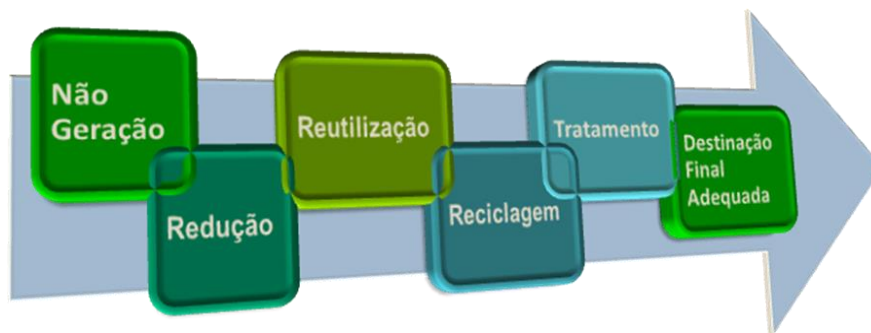 Não
Geração
Redução
Reutilização
Reciclagem
Tratamento
Destinação
Final
Adequada